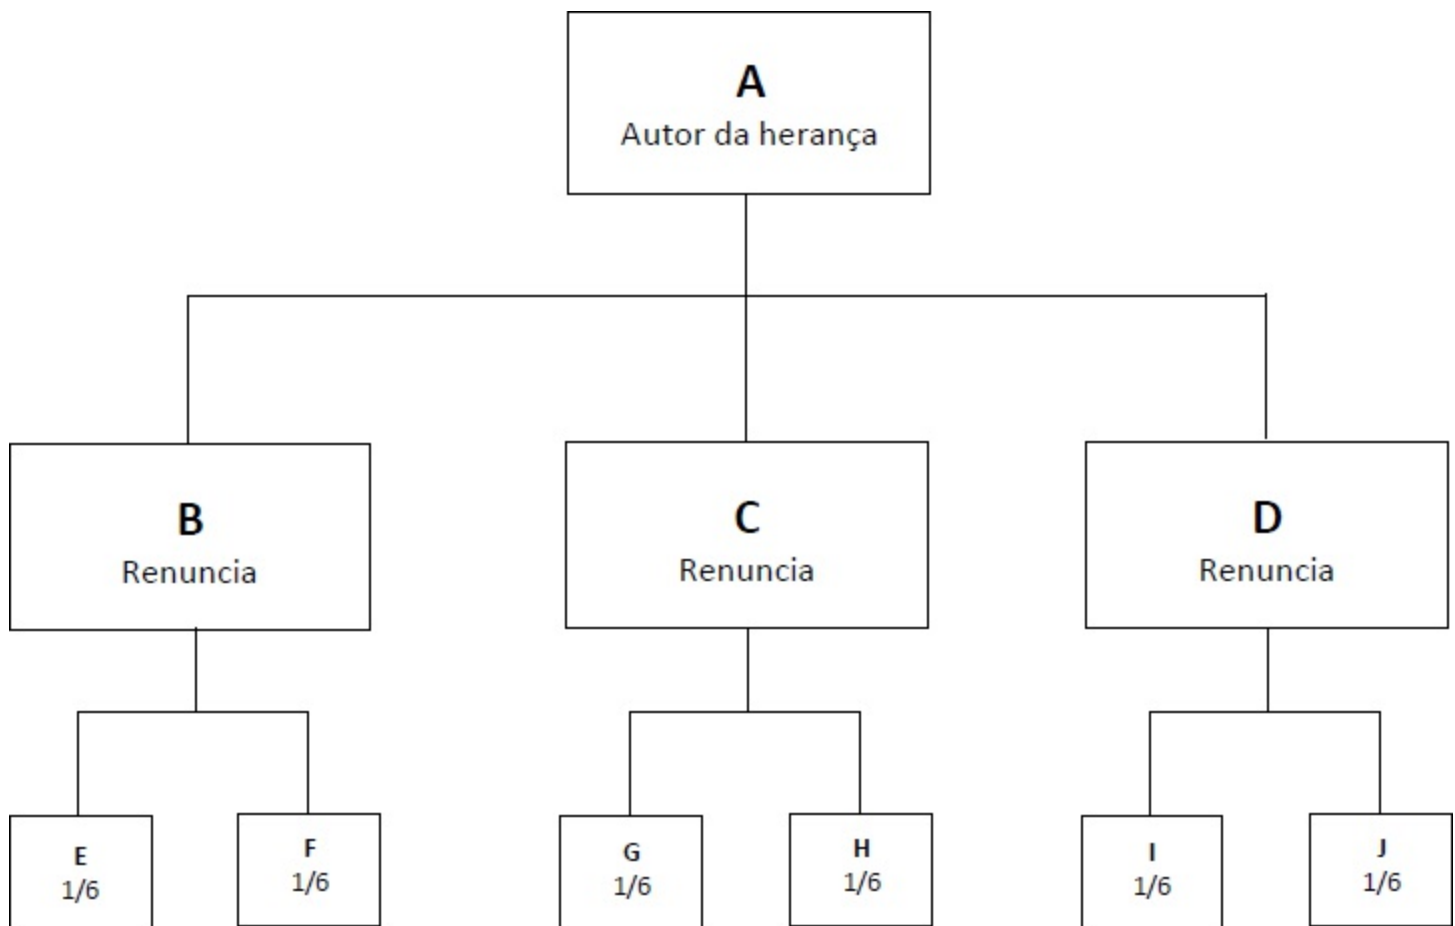 A
Autor da herança
B
Renuncia
C
Renuncia
D
Renuncia
E
1/6
F
1/6
G
1/6
H
1/6
I
1/6
J
1/6